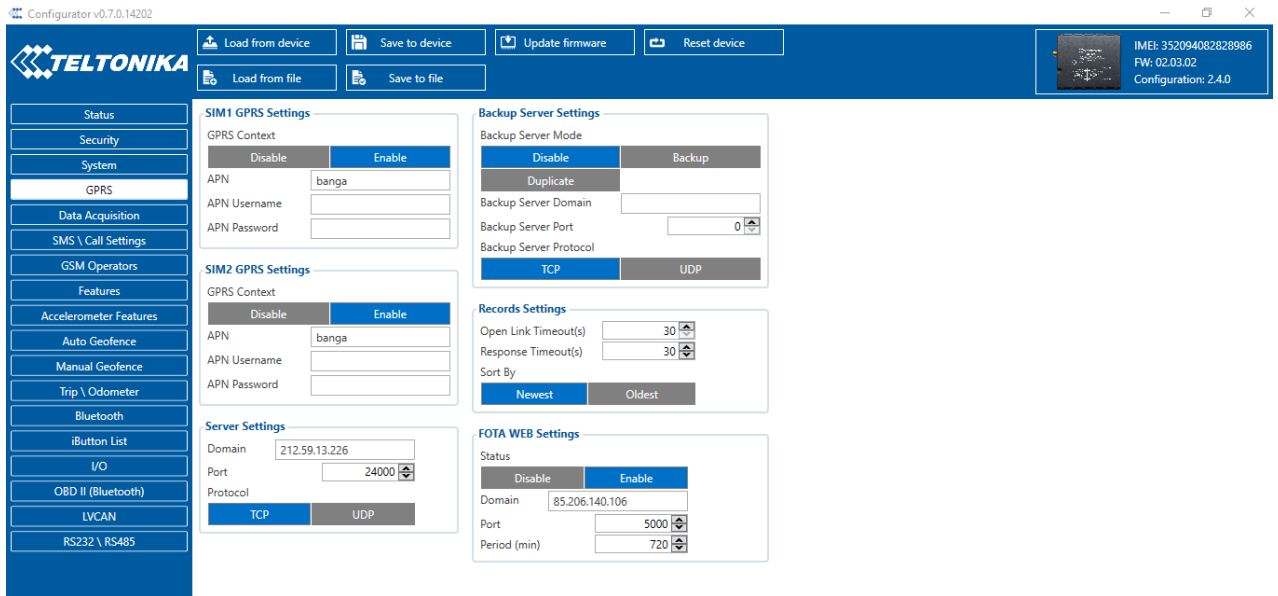 Configurator v0.7.0.14202
TELTONIKA
Load from device
Save to device
Update firmware
Reset device
Load from file
Save to file
IMEI: 352094082828986
FW: 02.03.02
Configuration: 2.4.0
Status
Security
System
GPRS
Data Acquisition
SMS \ Call Settings
GSM Operators
Features
Accelerometer Features
Auto Geofence
Manual Geofence
Trip \ Odometer
Bluetooth
iButton List
I/O
OBD II (Bluetooth)
LVCAN
RS232 \ RS485
SIM1 GPRS Settings
GPRS Context
Disable Enable
APN banga
APN Username
APN Password
SIM2 GPRS Settings
GPRS Context
Disable Enable
APN banga
APN Username
APN Password
Server Settings
Domain 212.59.13.226
Port 24000
Protocol
TCP UDP
Backup Server Settings
Backup Server Mode
Disable Backup
Duplicate
Backup Server Domain
Backup Server Port 0
Backup Server Protocol
TCP UDP
Records Settings
Open Link Timeout(s) 30
Response Timeout(s) 30
Sort By
Newest Oldest
FOTA WEB Settings
Status
Disable Enable
Domain 85.206.140.106
Port 5000
Period (min) 720